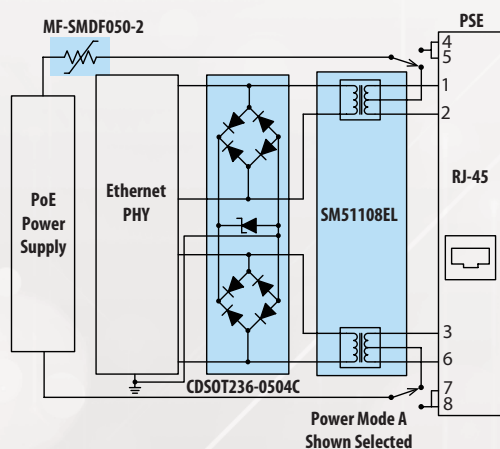 MF-SMDF050-2
PSE
4
5
1
2
PoE
Power
Supply
Ethernet
PHY
SM51108EL
RJ-45
3
6
7
8
CDSOT236-0504C
Power Mode A
Shown Selected